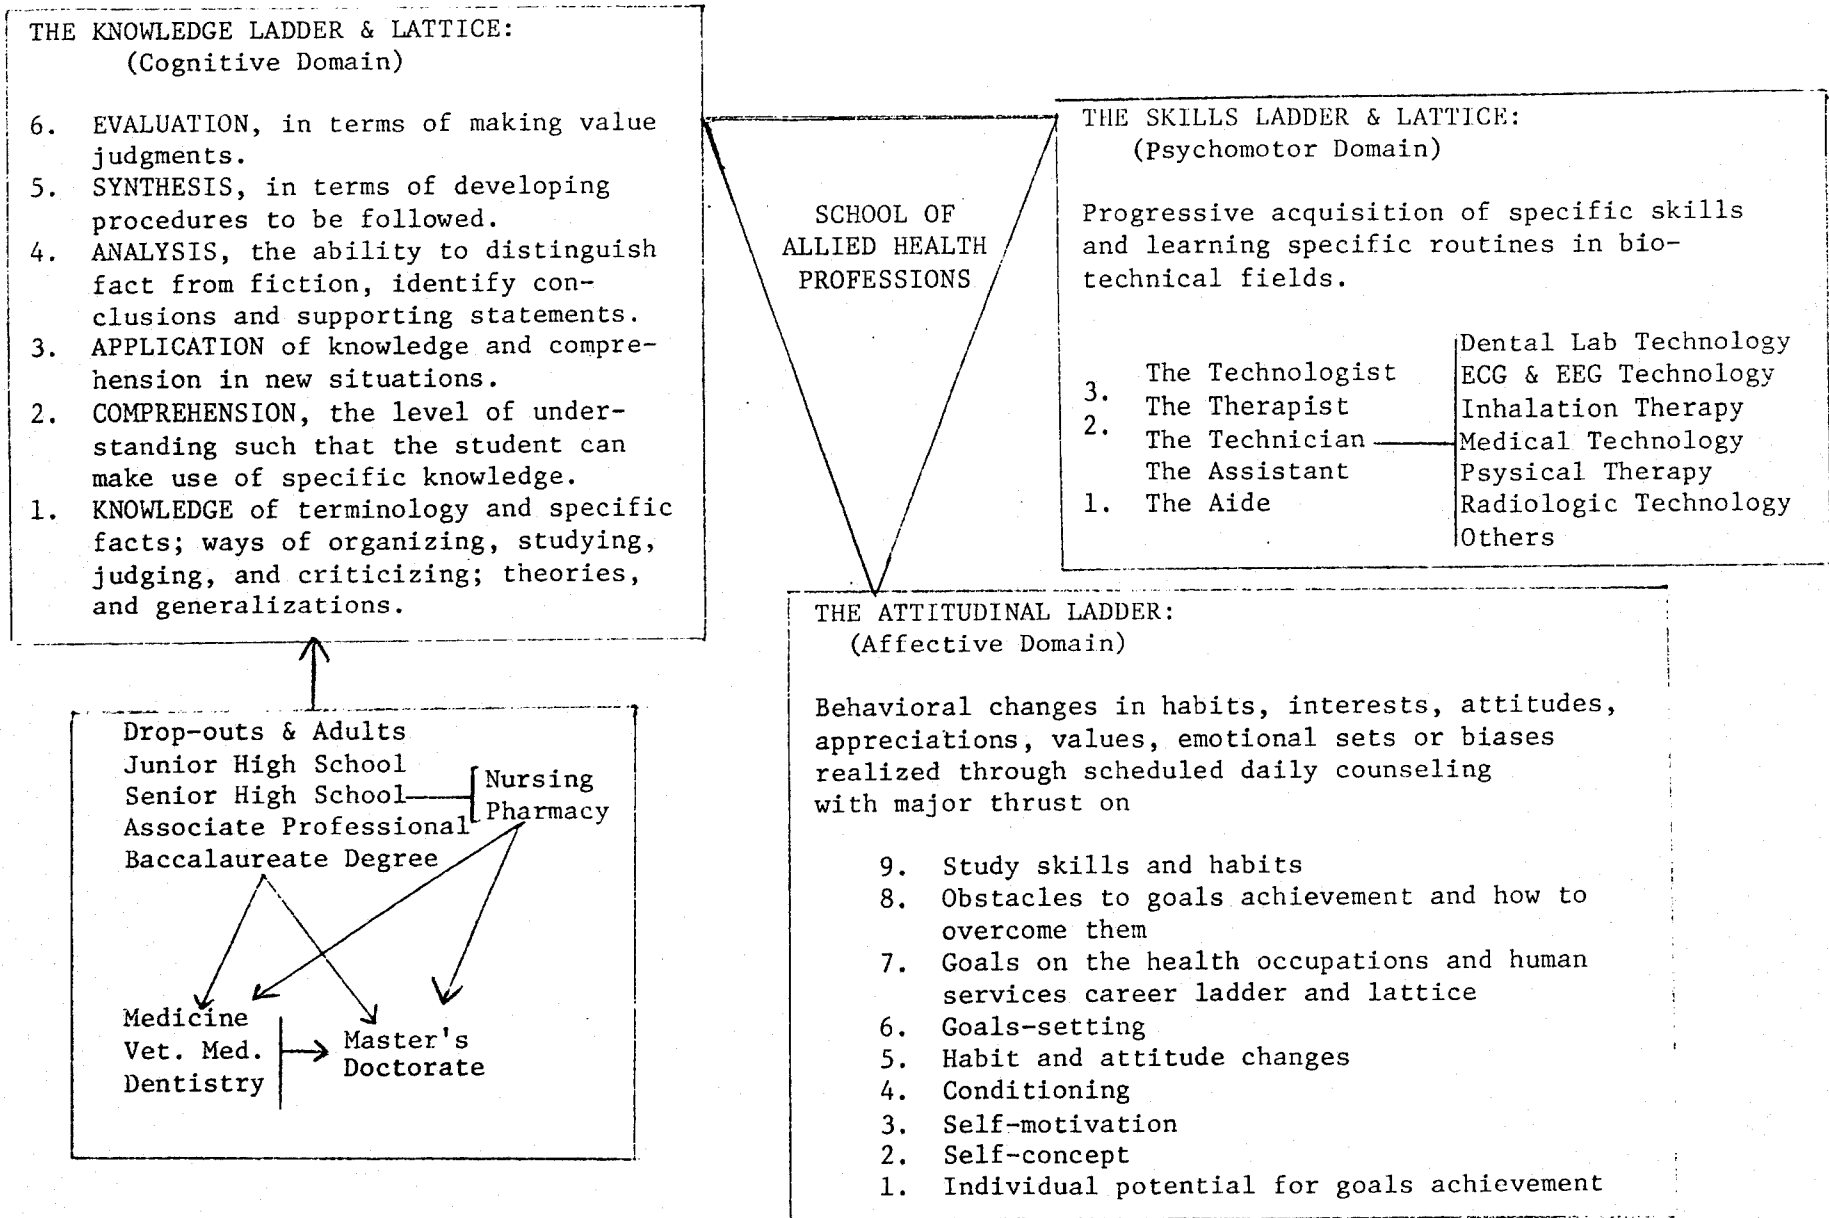 THE KNOWLEDGE LADDER & LATTICE:
(Cognitive Domain)
6. EVALUATION, in terms of making value
judgments.
5. SYNTHESIS, in terms of developing
procedures to be followed.
4. ANALYSIS, the ability to distinguish
fact from fiction, identify con-
clusions and supporting statements.
3. APPLICATION of knowledge and compre-
hension in new situations.
2. COMPREHENSION, the level of under-
standing such that the student can
make use of specific knowledge.
1. KNOWLEDGE of terminology and specific
facts; ways of organizing, studying,
judging, and criticizing; theories,
and generalizations.
SCHOOL OF
ALLIED HEALTH
PROFESSIONS
THE SKILLS LADDER & LATTICE:
(Psychomotor Domain)
Progressive acquisition of specific skills
and learning specific routines in bio-
technical fields.
The Technologist
3.
The Therapist
2.
The Technician
The Assistant
1. The Aide
Dental Lab Technology
ECG & EEG Technology
Inhalation Therapy
Medical Technology
Psysical Therapy
Radiologic Technology
Others
Drop-outs & Adults
Junior High School
Senior High School
Associate Professional
Baccalaureate Degree
Nursing
Pharmacy
Medicine
Vet. Med.
Dentistry
Master's
Doctorate
THE ATTITUDINAL LADDER:
(Affective Domain)
Behavioral changes in habits, interests, attitudes,
appreciations, values, emotional sets or biases
realized through scheduled daily counseling
with major thrust on
9. Study skills and habits
8. Obstacles to goals achievement and how to
overcome them
7. Goals on the health occupations and human
services career ladder and lattice
6. Goals-setting
5. Habit and attitude changes
4. Conditioning
3. Self-motivation
2. Self-concept
1. Individual potential for goals achievement